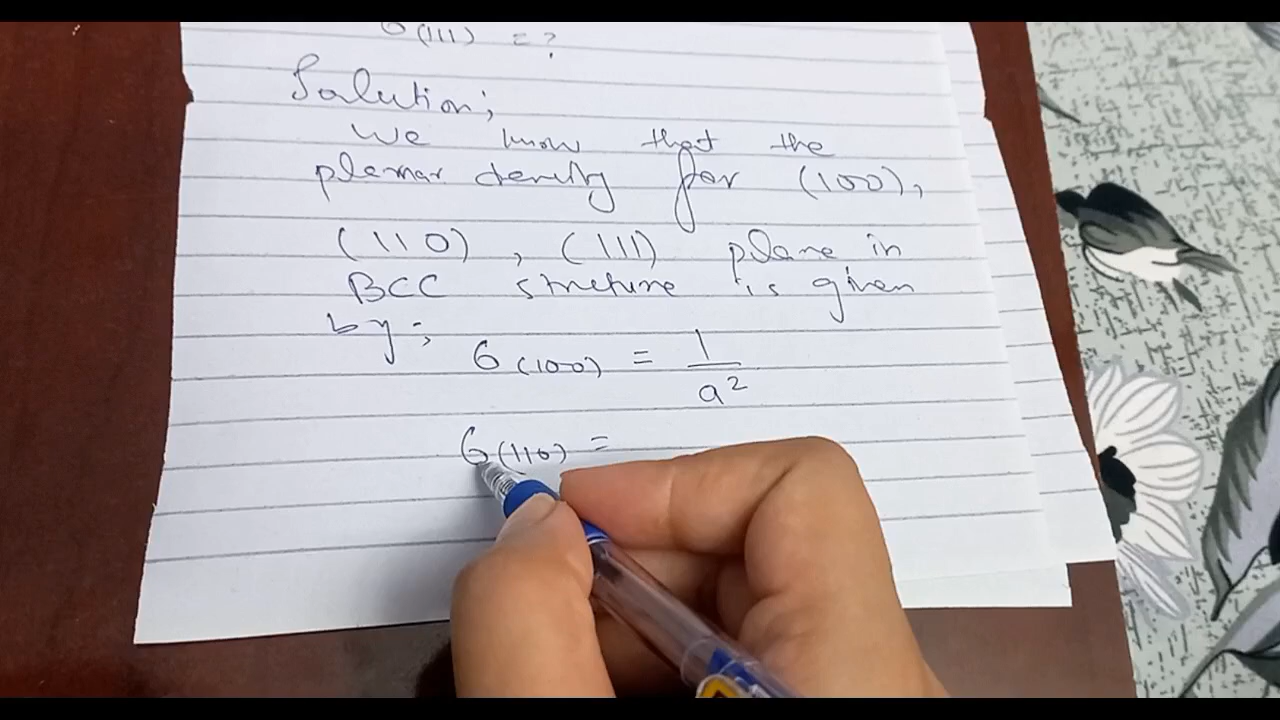 σ(111) = ?
Solution;
We know that the
planar density for (100),
(110), (111) plane in
BCC structure is given
by;
σ(100) = 1/a²
σ(110) =